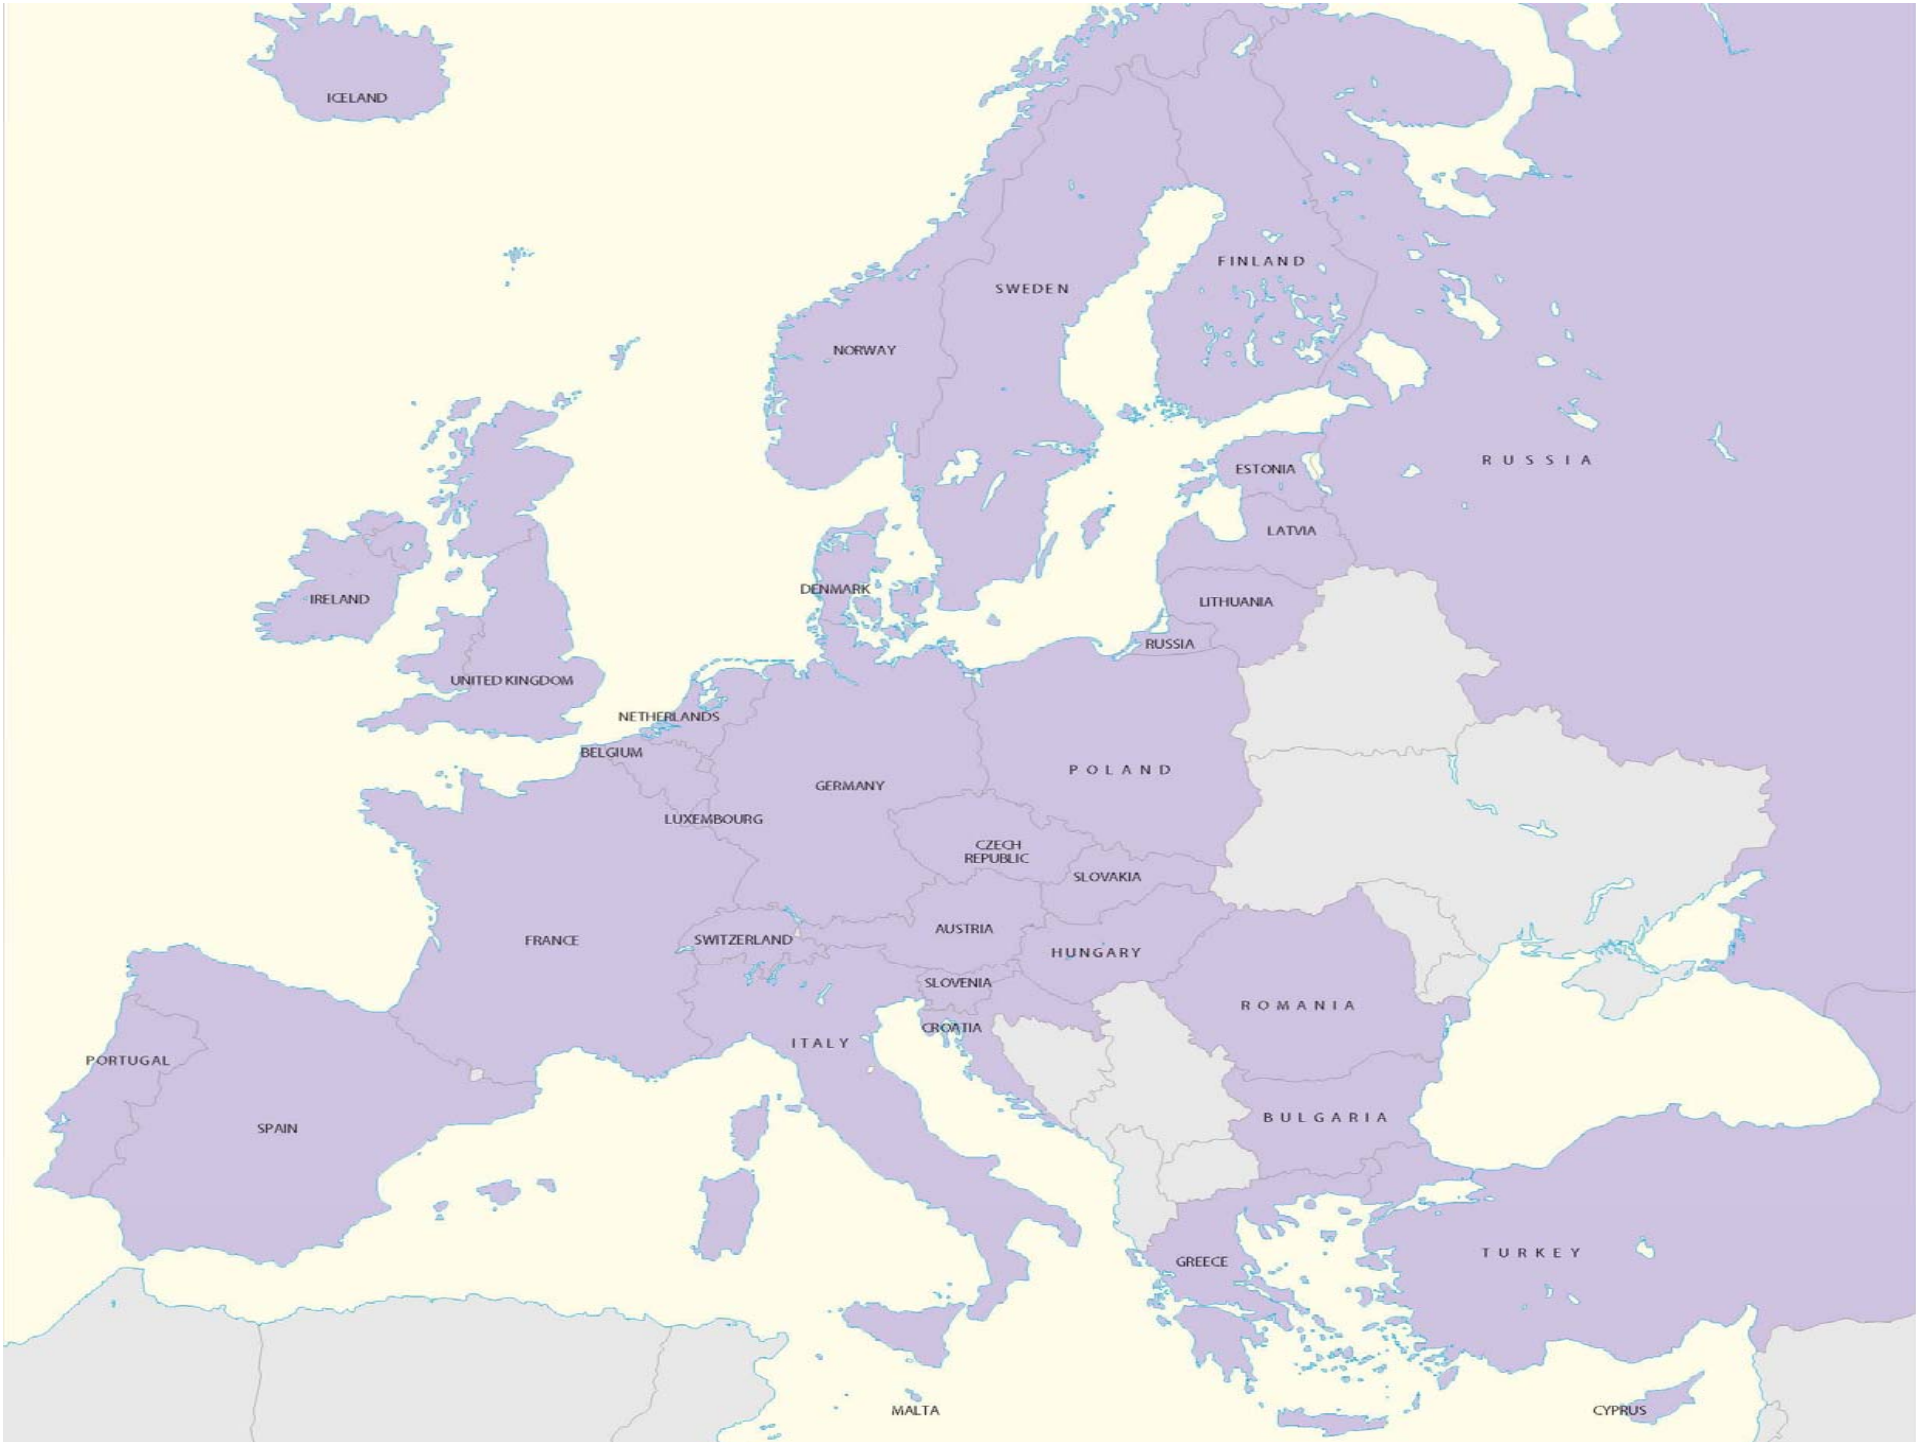 ICELAND
FINLAND
SWEDEN
NORWAY
RUSSIA
ESTONIA
LATVIA
DENMARK
IRELAND
LITHUANIA
RUSSIA
UNITED KINGDOM
NETHERLANDS
BELGIUM
POLAND
GERMANY
LUXEMBOURG
CZECH
REPUBLIC
SLOVAKIA
AUSTRIA
SWITZERLAND
FRANCE
HUNGARY
SLOVENIA
ROMANIA
CROATIA
ITALY
PORTUGAL
BULGARIA
SPAIN
TURKEY
GREECE
MALTA
CYPRUS